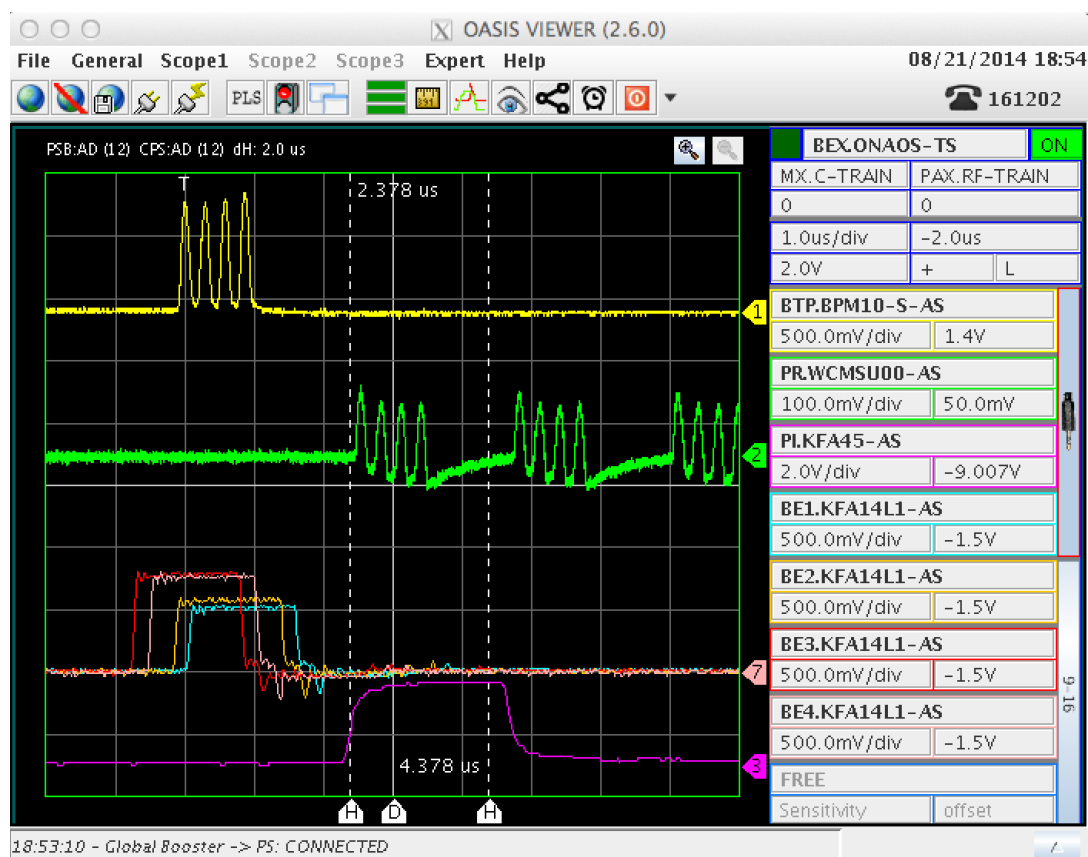 OASIS VIEWER (2.6.0)
File General Scope1 Scope2 Scope3 Expert Help 08/21/2014 18:54
PLS 161202
PSB:AD (12) CPS:AD (12) dH: 2.0 us
T
2.378 us
1
2
7
4.378 us
3
H D H
BEX.ONAOS-TS ON
MX.C-TRAIN PAX.RF-TRAIN
0 0
1.0us/div -2.0us
2.0V + L
BTP.BPM10-S-AS
500.0mV/div 1.4V
PR.WCMSU00-AS
100.0mV/div 50.0mV
PI.KFA45-AS
2.0V/div -9.007V
BE1.KFA14L1-AS
500.0mV/div -1.5V
BE2.KFA14L1-AS
500.0mV/div -1.5V
BE3.KFA14L1-AS
500.0mV/div -1.5V
BE4.KFA14L1-AS
500.0mV/div -1.5V
FREE
Sensitivity offset
9-16
18:53:10 - Global Booster -> PS: CONNECTED